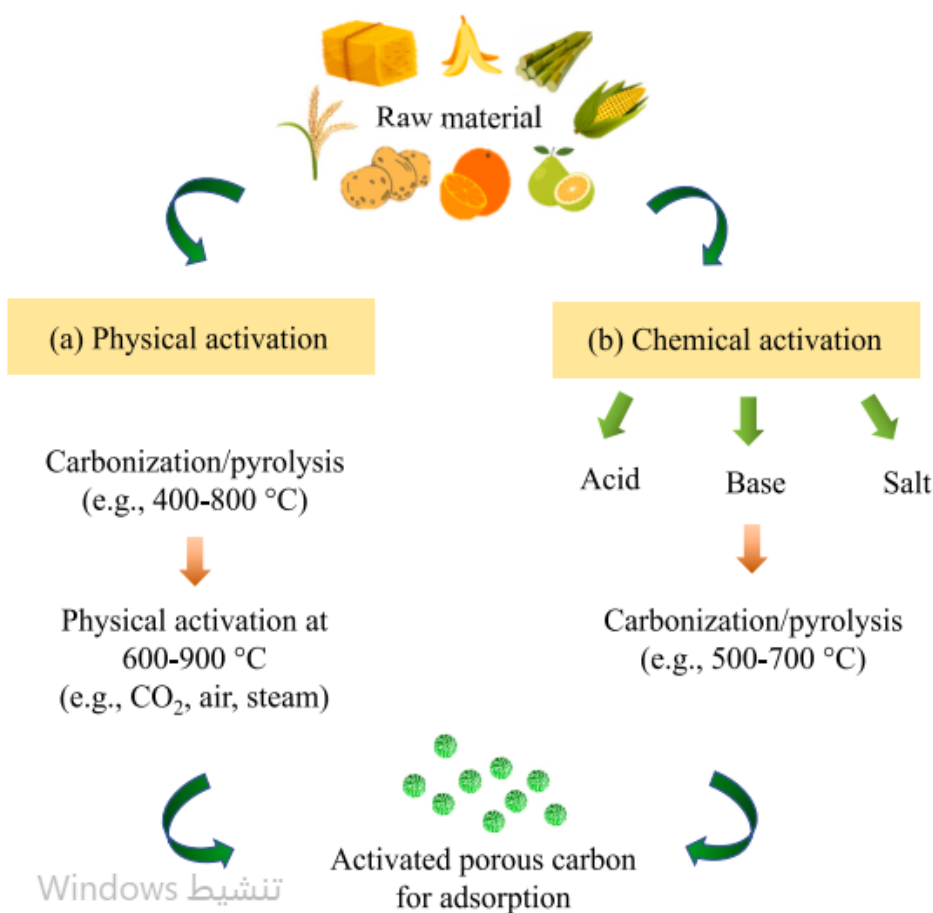 Raw material
(a) Physical activation
(b) Chemical activation
Carbonization/pyrolysis
(e.g., 400-800 °C)
Physical activation at
600-900 °C
(e.g., CO₂, air, steam)
Acid
Base
Salt
Carbonization/pyrolysis
(e.g., 500-700 °C)
Activated porous carbon
for adsorption
تنشيط Windows